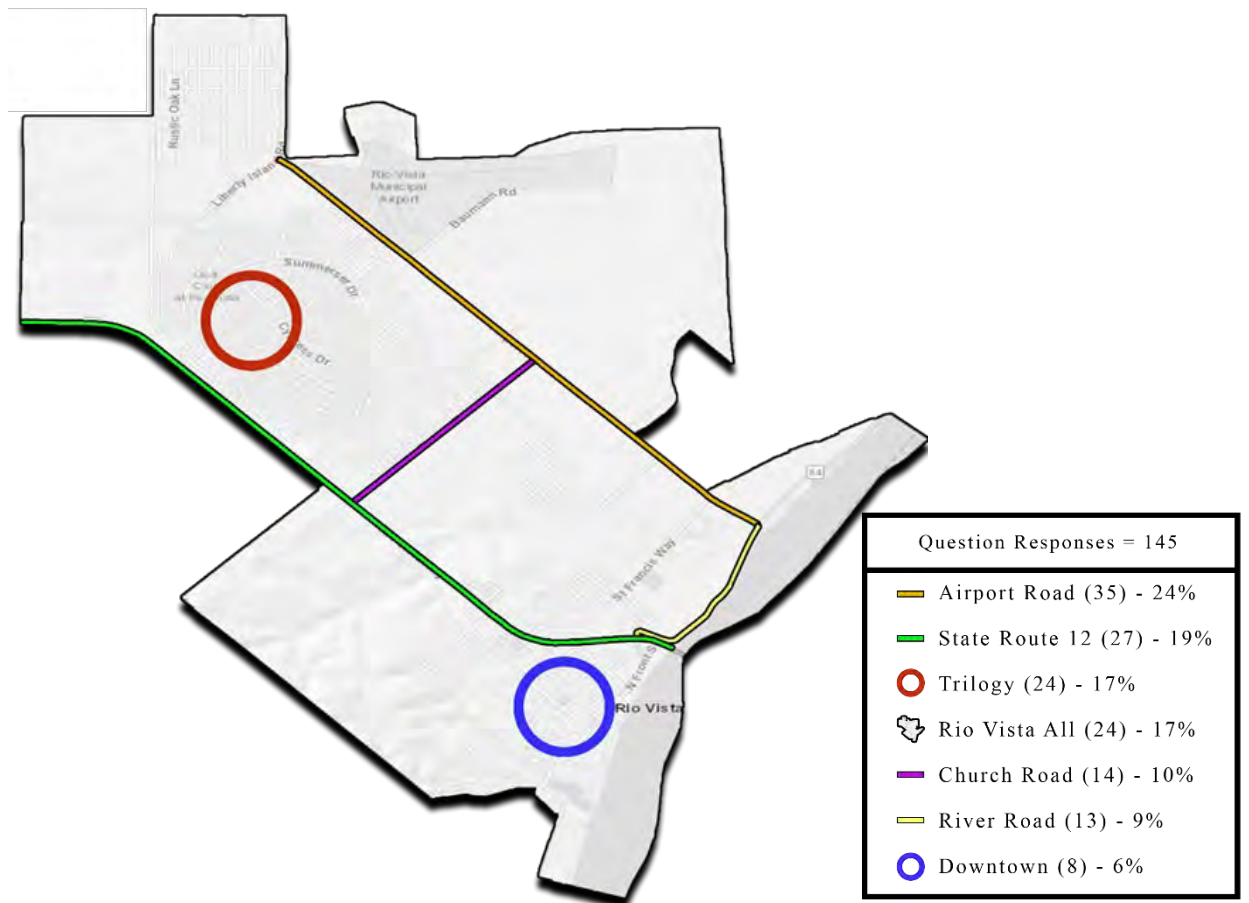 Rustic Oak Ln
Liberty Island Rd
Rio Vista
Municipal
Airport
Baumann Rd
Summerset Dr
Cypress Dr
84
St Francis Way
N Front St
Rio Vista
Question Responses = 145
Airport Road (35) - 24%
State Route 12 (27) - 19%
Trilogy (24) - 17%
Rio Vista All (24) - 17%
Church Road (14) - 10%
River Road (13) - 9%
Downtown (8) - 6%